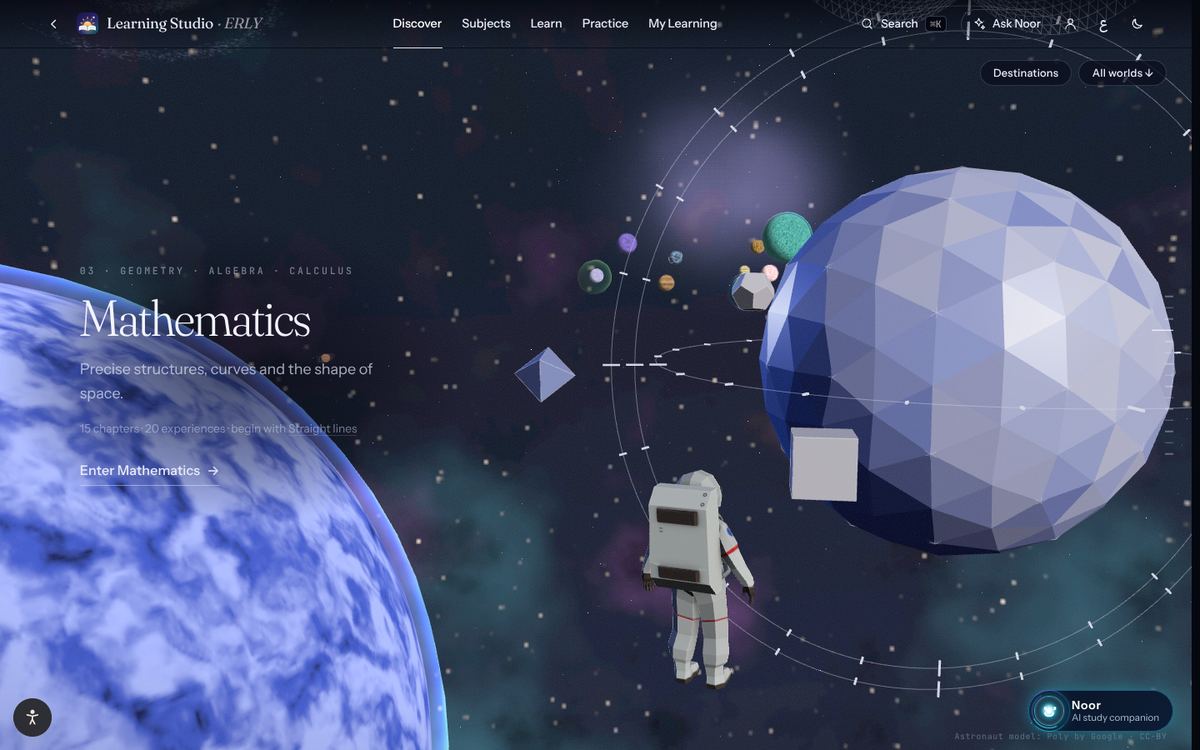 Learning Studio · ERLY
Discover
Subjects
Learn
Practice
My Learning
Search ⌘K
Ask Noor
ع
Destinations
All worlds ↓
03 · GEOMETRY · ALGEBRA · CALCULUS
Mathematics
Precise structures, curves and the shape of
space.
15 chapters · 20 experiences · begin with Straight lines
Enter Mathematics →
Noor
AI study companion
Astronaut model: Poly by Google · CC-BY